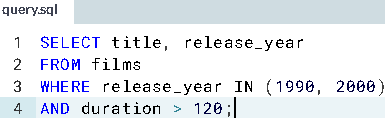 query.sql
1 SELECT title, release_year
2 FROM films
3 WHERE release_year IN (1990, 2000)
4 AND duration > 120;